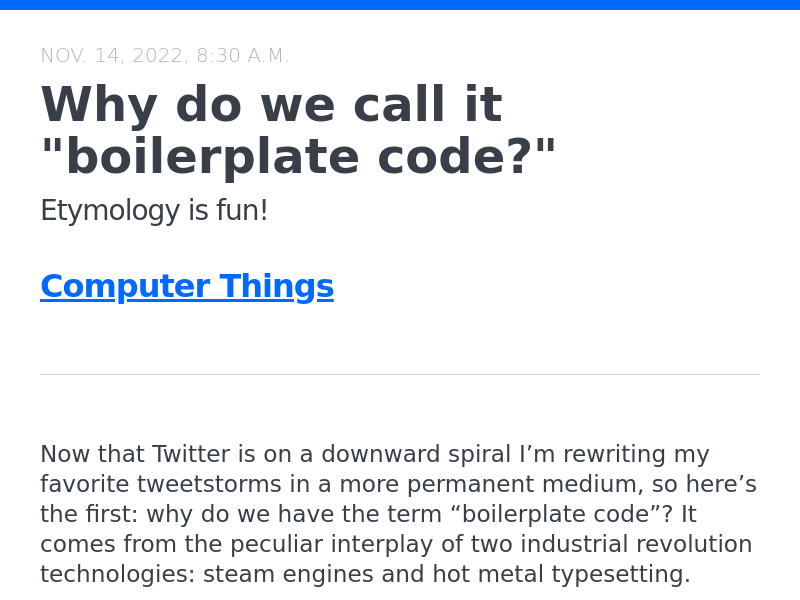 NOV. 14, 2022, 8:30 A.M.
Why do we call it
"boilerplate code?"
Etymology is fun!
Computer Things
Now that Twitter is on a downward spiral I’m rewriting my
favorite tweetstorms in a more permanent medium, so here’s
the first: why do we have the term “boilerplate code”? It
comes from the peculiar interplay of two industrial revolution
technologies: steam engines and hot metal typesetting.